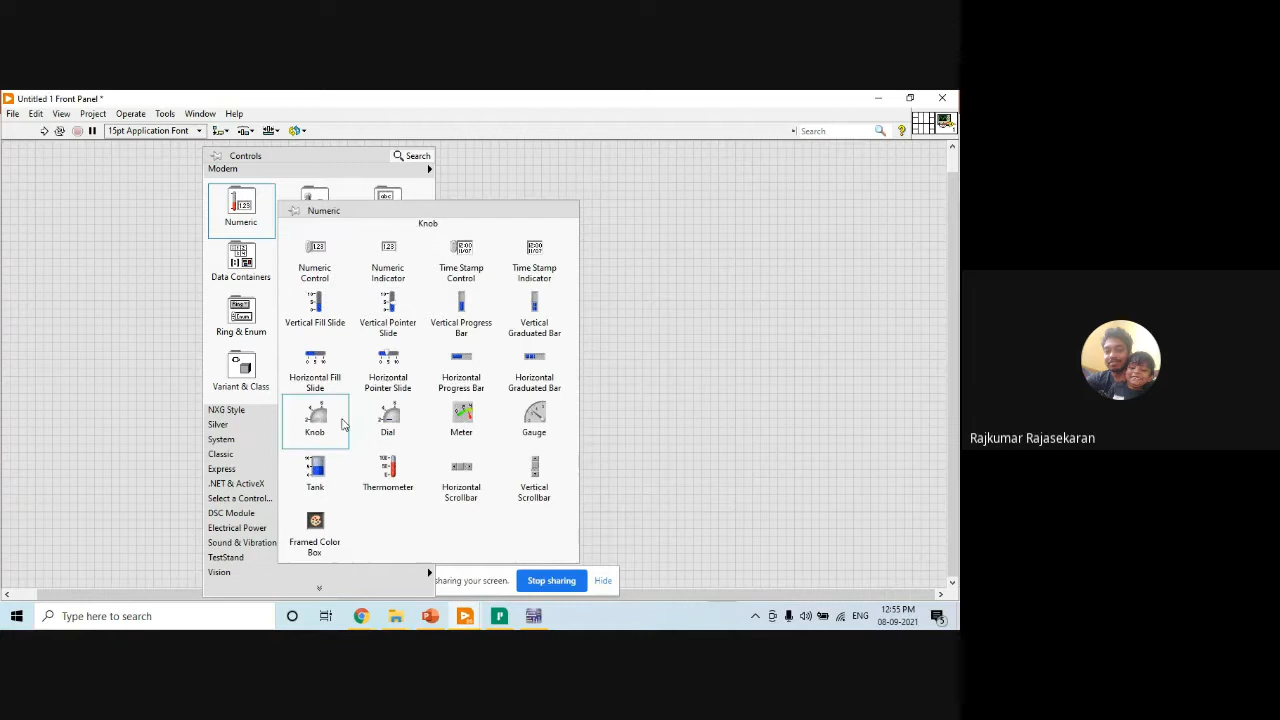 Untitled 1 Front Panel *
File Edit View Project Operate Tools Window Help
15pt Application Font
Search
Controls
Search
Modern
Numeric
Data Containers
Ring & Enum
Variant & Class
NXG Style
Silver
System
Classic
Express
.NET & ActiveX
Select a Control...
DSC Module
Electrical Power
Sound & Vibration
TestStand
Vision
Numeric
Knob
Numeric
Control
Numeric
Indicator
Time Stamp
Control
Time Stamp
Indicator
Vertical Fill Slide
Vertical Pointer
Slide
Vertical Progress
Bar
Vertical
Graduated Bar
Horizontal Fill
Slide
Horizontal
Pointer Slide
Horizontal
Progress Bar
Horizontal
Graduated Bar
Knob
Dial
Meter
Gauge
Tank
Thermometer
Horizontal
Scrollbar
Vertical
Scrollbar
Framed Color
Box
sharing your screen.
Stop sharing
Hide
Type here to search
ENG
12:55 PM
08-09-2021
Rajkumar Rajasekaran